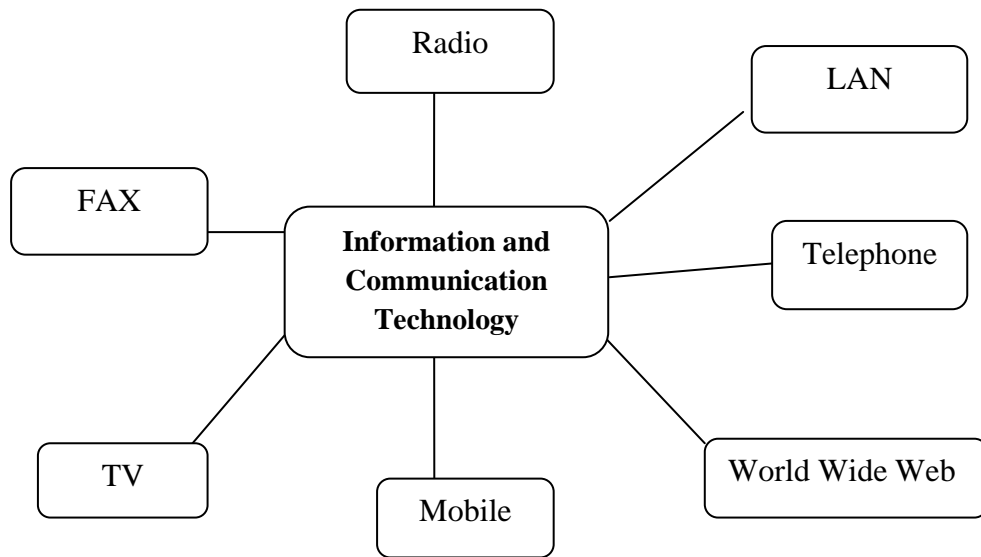 Radio
LAN
FAX
Information and
Communication
Technology
Telephone
TV
Mobile
World Wide Web